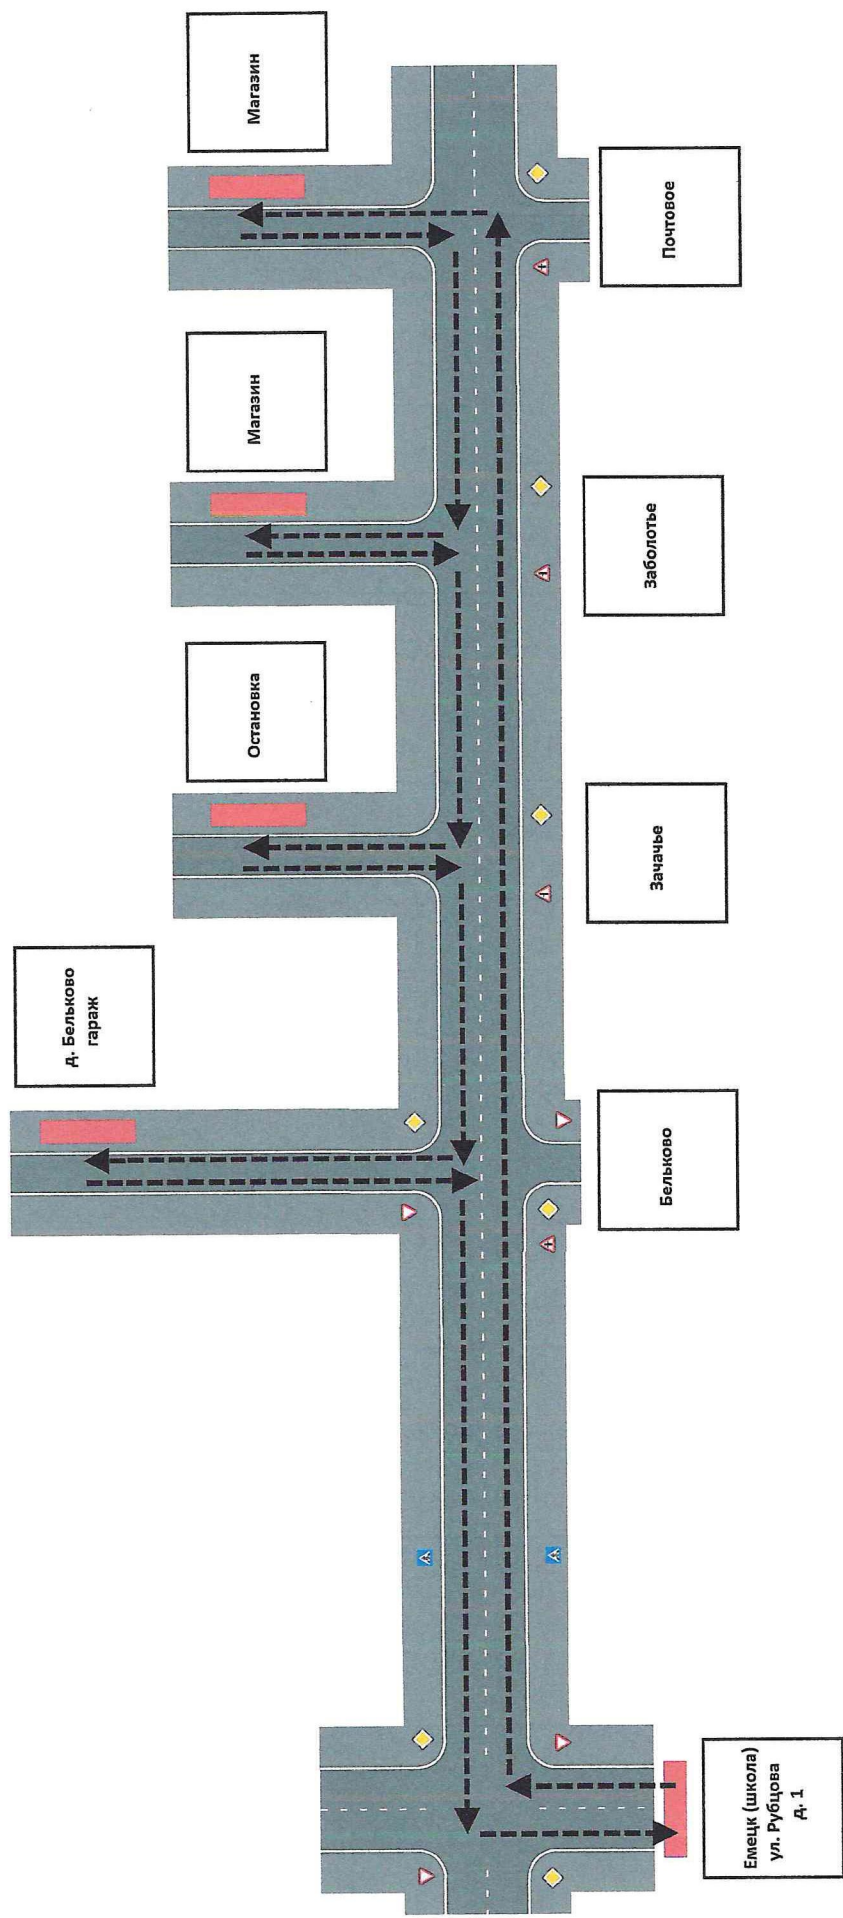 д. Бельково
гараж
Остановка
Магазин
Магазин
Емецк (школа)
ул. Рубцова
д. 1
Бельково
Зачачье
Заболотье
Почтовое